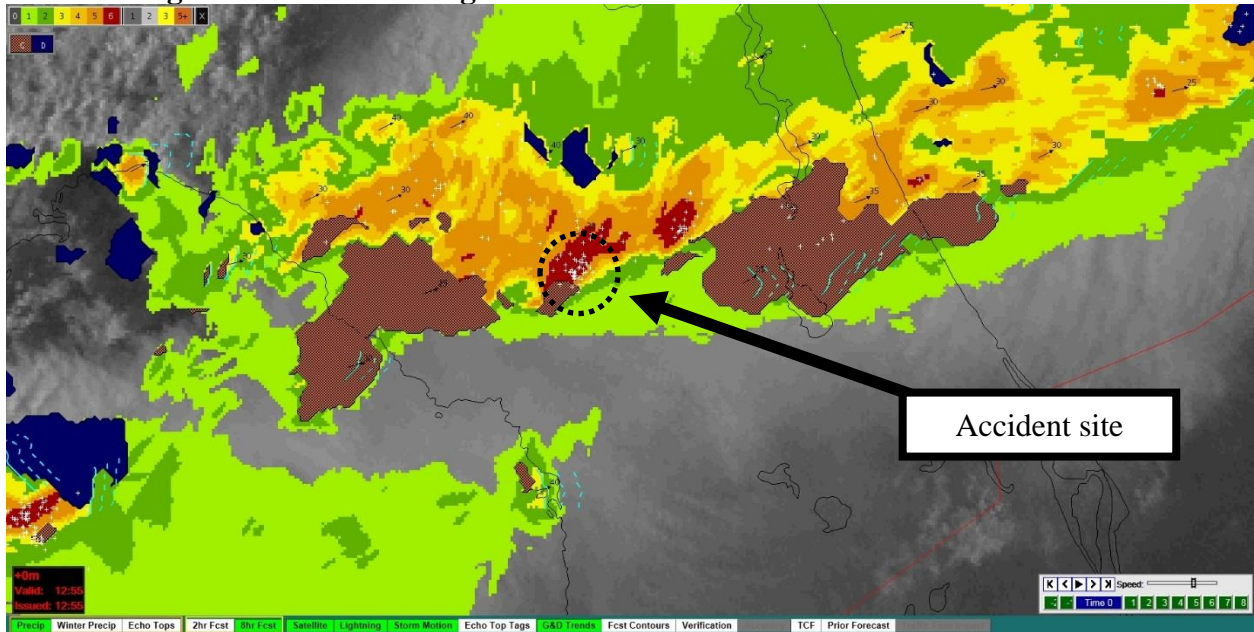 0 1 2 3 4 5 6 1 2 3 5+ X
C D
25
25
25
30
40
40
30
40
30
30
30
30
35
35
30
40
Accident site
+0m
Valid: 12:55
Issued: 12:55
Speed:
Time 0 1 2 3 4 5 6 7 8
Precip Winter Precip Echo Tops 2hr Fcst 8hr Fcst Satellite Lightning Storm Motion Echo Top Tags G&D Trends Fcst Contours Verification TCF Prior Forecast